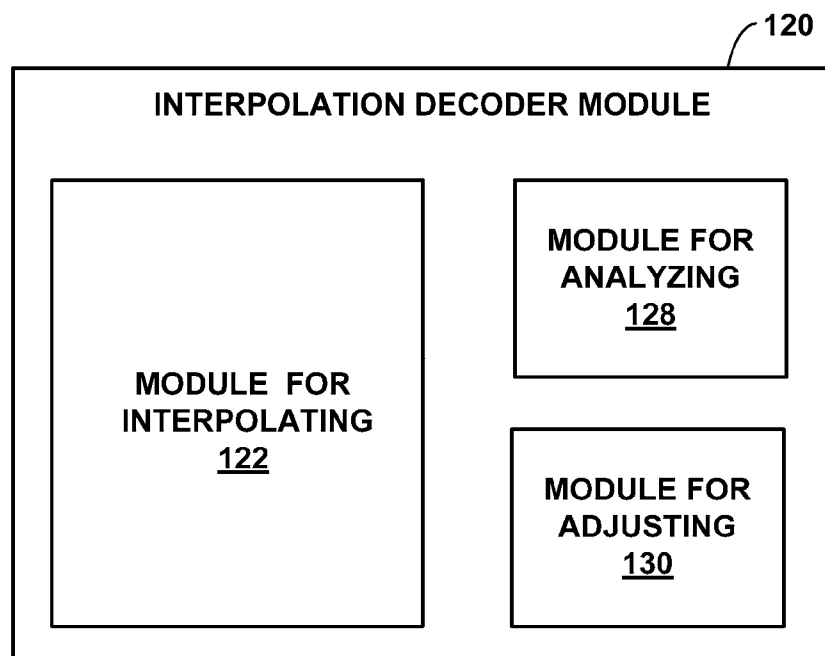 120
INTERPOLATION DECODER MODULE
MODULE FOR
INTERPOLATING
122
MODULE FOR
ANALYZING
128
MODULE FOR
ADJUSTING
130